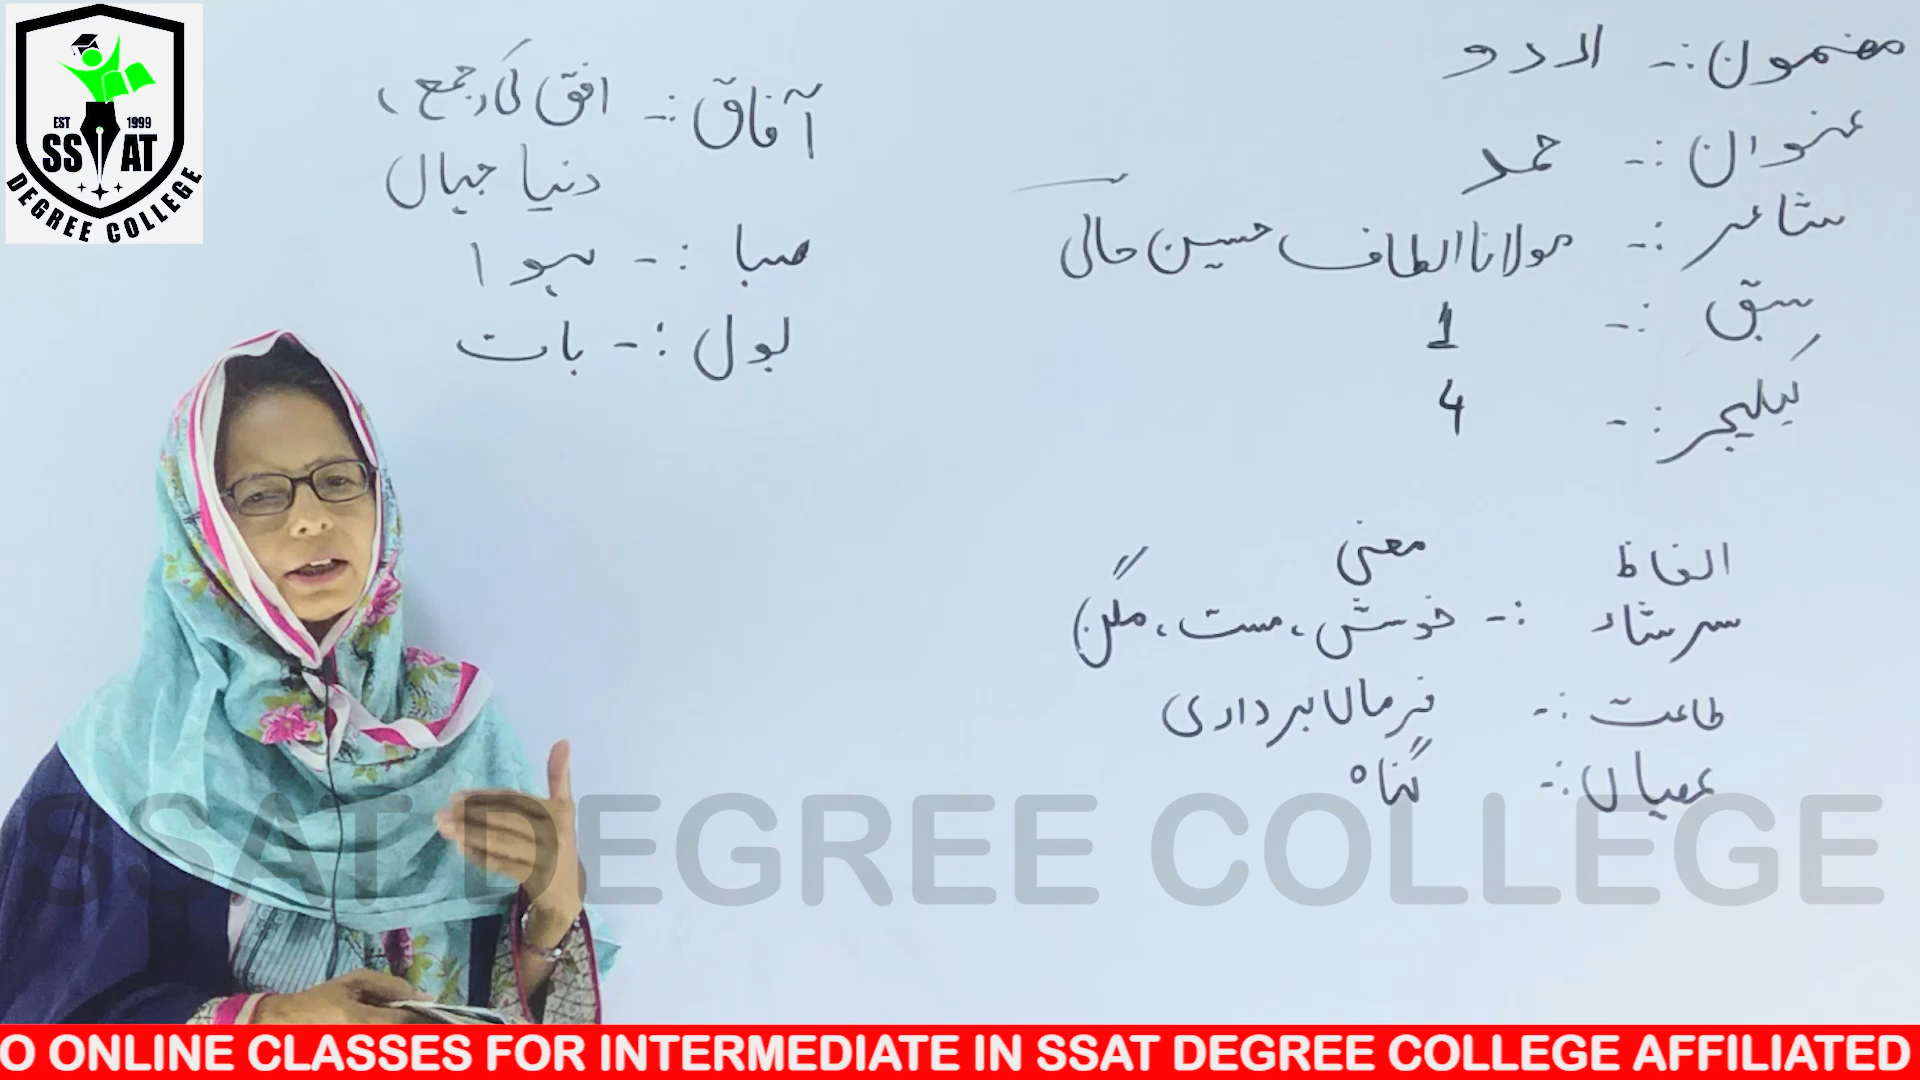 مضمون :- اردو
عنوان :- حمد
شاعر :- مولانا الطاف حسین حالی
سبق :- 1
لیکچر :- 4
الفاظ معنی
سرشار :- خوش، مست، مگن
طاعت :- فرمانبرداری
عصیاں :- گناہ
آفاق :- افق کی جمع،
دنیا جہاں
صبا :- ہوا
بول :- بات
EST 1999
SSAT
DEGREE COLLEGE
SSAT DEGREE COLLEGE
O ONLINE CLASSES FOR INTERMEDIATE IN SSAT DEGREE COLLEGE AFFILIATED